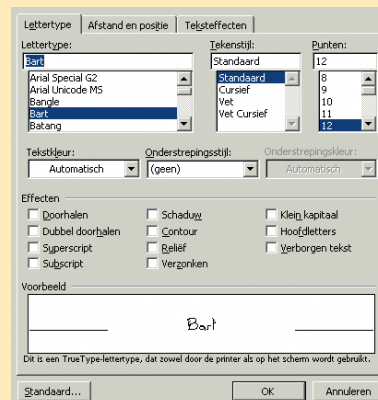 Lettertype Afstand en positie Teksteffecten
Lettertype: Tekenstijl: Punten:
Bart Standaard 12
Arial Special G2 Standaard 8
Arial Unicode MS Cursief 9
Bangle Vet 10
Bart Vet Cursief 11
Batang 12
Tekstkleur: Onderstrepingsstijl: Onderstrepingskleur:
Automatisch (geen) Automatisch
Effecten
Doorhalen Schaduw Klein kapitaal
Dubbel doorhalen Contour Hoofdletters
Superscript Reliëf Verborgen tekst
Subscript Verzonken
Voorbeeld
Bart
Dit is een TrueType-lettertype, dat zowel door de printer als op het scherm wordt gebruikt.
Standaard... OK Annuleren